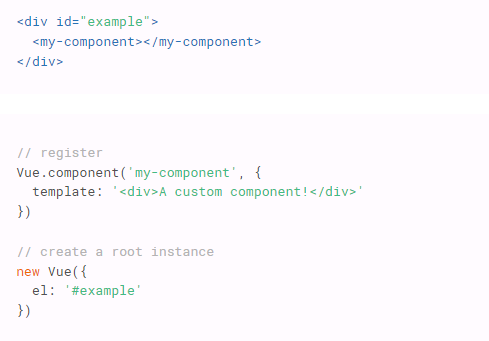 <div id="example">
  <my-component></my-component>
</div>
// register
Vue.component('my-component', {
  template: '<div>A custom component!</div>'
})
// create a root instance
new Vue({
  el: '#example'
})